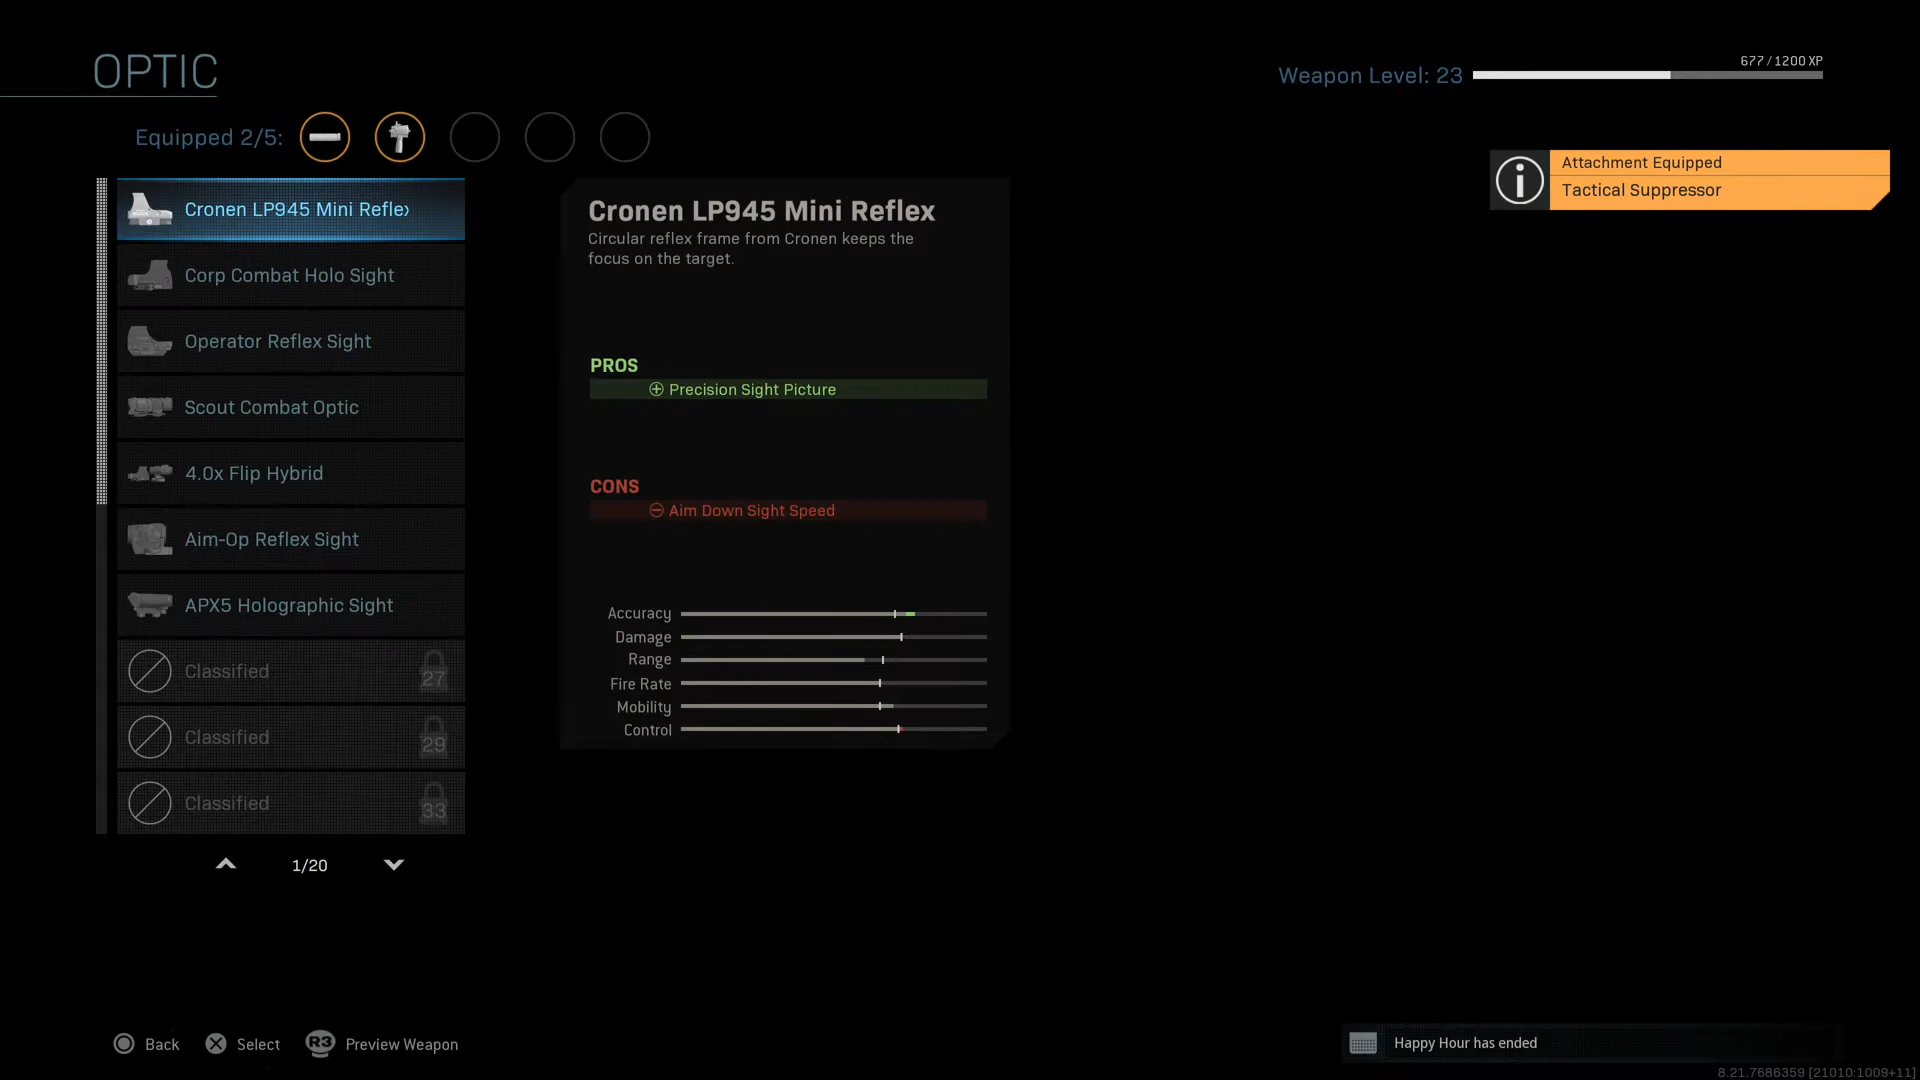 OPTIC
677 / 1200 XP
Weapon Level: 23
Equipped 2/5:
Attachment Equipped
Tactical Suppressor
Cronen LP945 Mini Reflex
Corp Combat Holo Sight
Operator Reflex Sight
Scout Combat Optic
4.0x Flip Hybrid
Aim-Op Reflex Sight
APX5 Holographic Sight
Classified 27
Classified 29
Classified 33
1/20
Cronen LP945 Mini Reflex
Circular reflex frame from Cronen keeps the
focus on the target.
PROS
Precision Sight Picture
CONS
Aim Down Sight Speed
Accuracy
Damage
Range
Fire Rate
Mobility
Control
Back
Select
R3 Preview Weapon
Happy Hour has ended
8.21.7686359 [21010:1009+11]